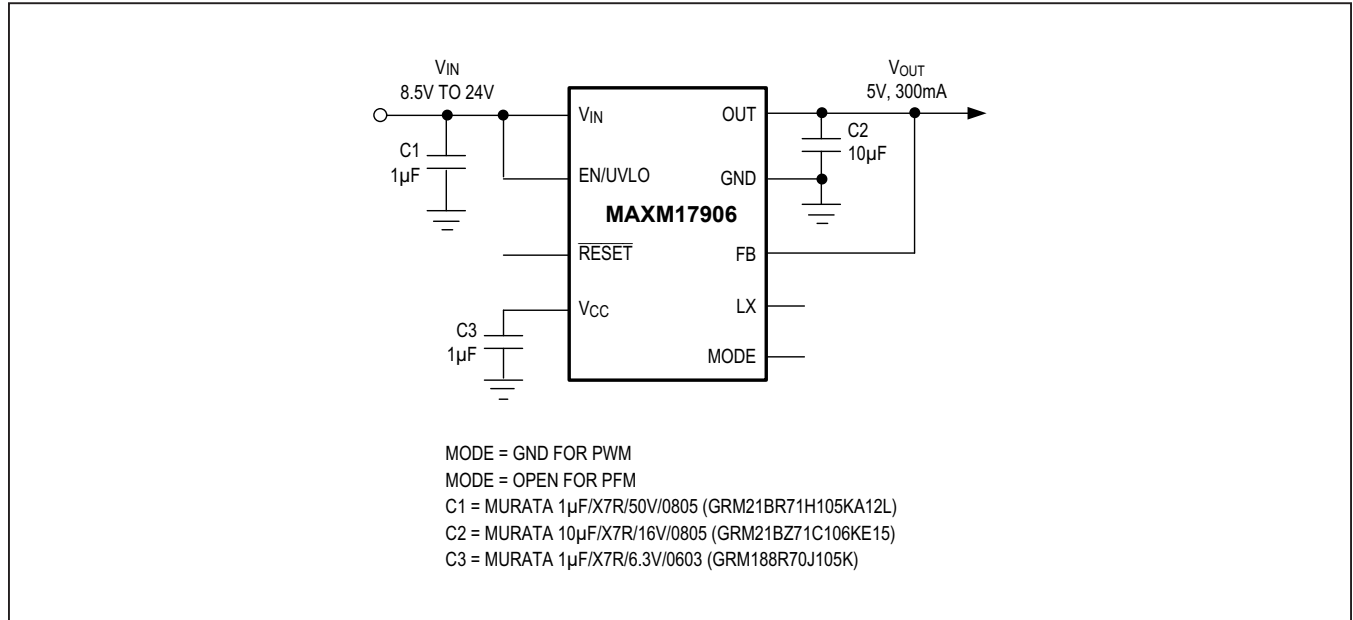 VIN
8.5V TO 24V
VOUT
5V, 300mA
C1
1µF
C2
10µF
C3
1µF
VIN
EN/UVLO
RESET
VCC
MAXM17906
OUT
GND
FB
LX
MODE
MODE = GND FOR PWM
MODE = OPEN FOR PFM
C1 = MURATA 1µF/X7R/50V/0805 (GRM21BR71H105KA12L)
C2 = MURATA 10µF/X7R/16V/0805 (GRM21BZ71C106KE15)
C3 = MURATA 1µF/X7R/6.3V/0603 (GRM188R70J105K)